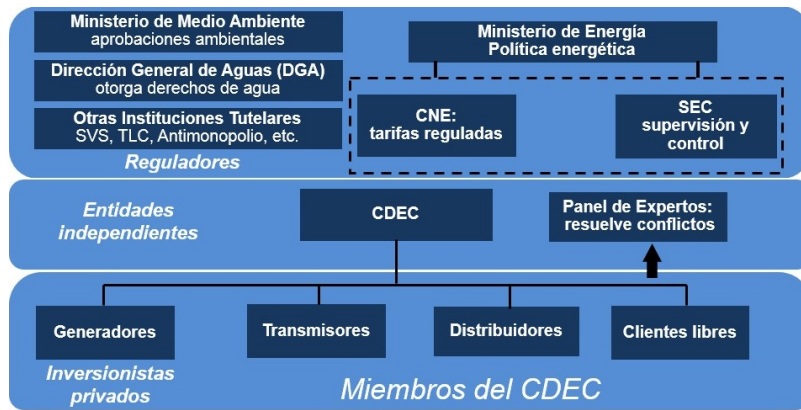 Ministerio de Medio Ambiente
aprobaciones ambientales
Dirección General de Aguas (DGA)
otorga derechos de agua
Otras Instituciones Tutelares
SVS, TLC, Antimonopolio, etc.
Reguladores
Ministerio de Energía
Política energética
CNE:
tarifas reguladas
SEC
supervisión y
control
Entidades
independientes
CDEC
Panel de Expertos:
resuelve conflictos
Generadores
Transmisores
Distribuidores
Clientes libres
Inversionistas
privados
Miembros del CDEC